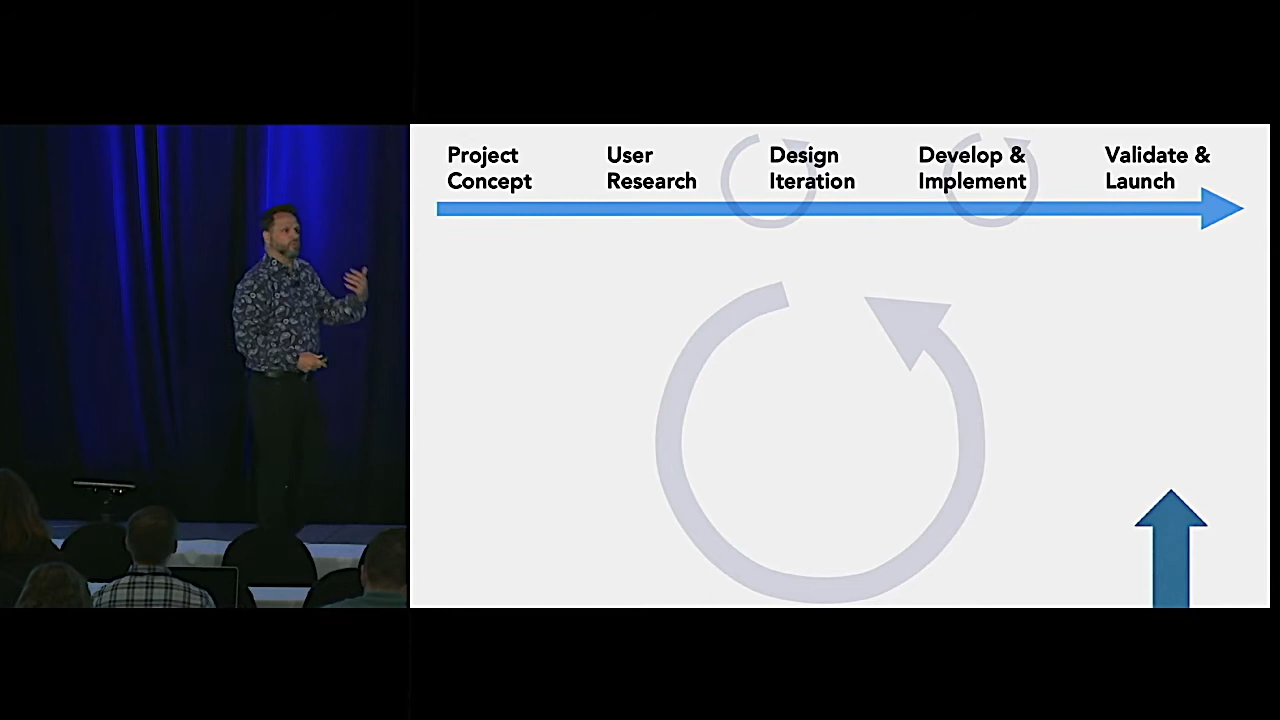 Project
Concept
User
Research
Design
Iteration
Develop &
Implement
Validate &
Launch